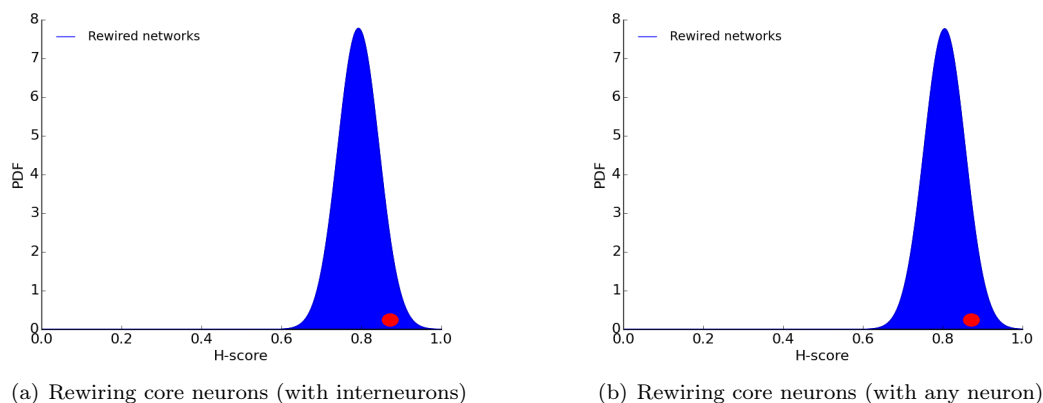 8
7
6
5
4
3
2
1
0
PDF
Rewired networks
0.0 0.2 0.4 0.6 0.8 1.0
H-score
(a) Rewiring core neurons (with interneurons)
8
7
6
5
4
3
2
1
0
PDF
Rewired networks
0.0 0.2 0.4 0.6 0.8 1.0
H-score
(b) Rewiring core neurons (with any neuron)